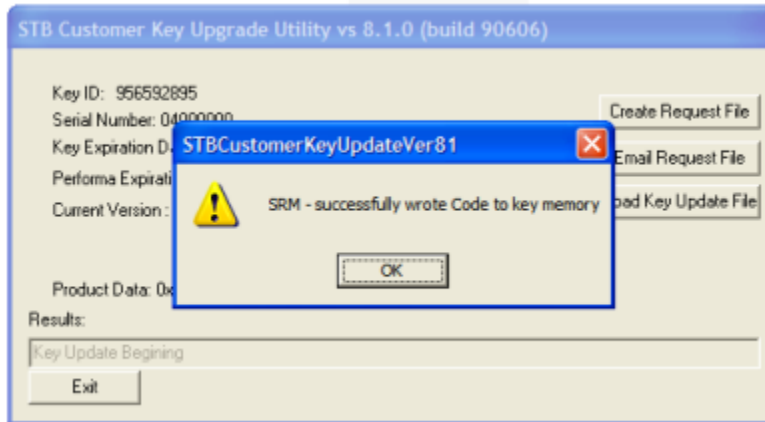 STB Customer Key Upgrade Utility vs 8.1.0 (build 90606)
Key ID: 956592895
Serial Number: 04900000
Create Request File
Key Expiration D
STBCustomerKeyUpdateVer81
Email Request File
Performa Expirati
Current Version :
SRM - successfully wrote Code to key memory
oad Key Update File
OK
Product Data: 0x
Results:
Key Update Begining
Exit